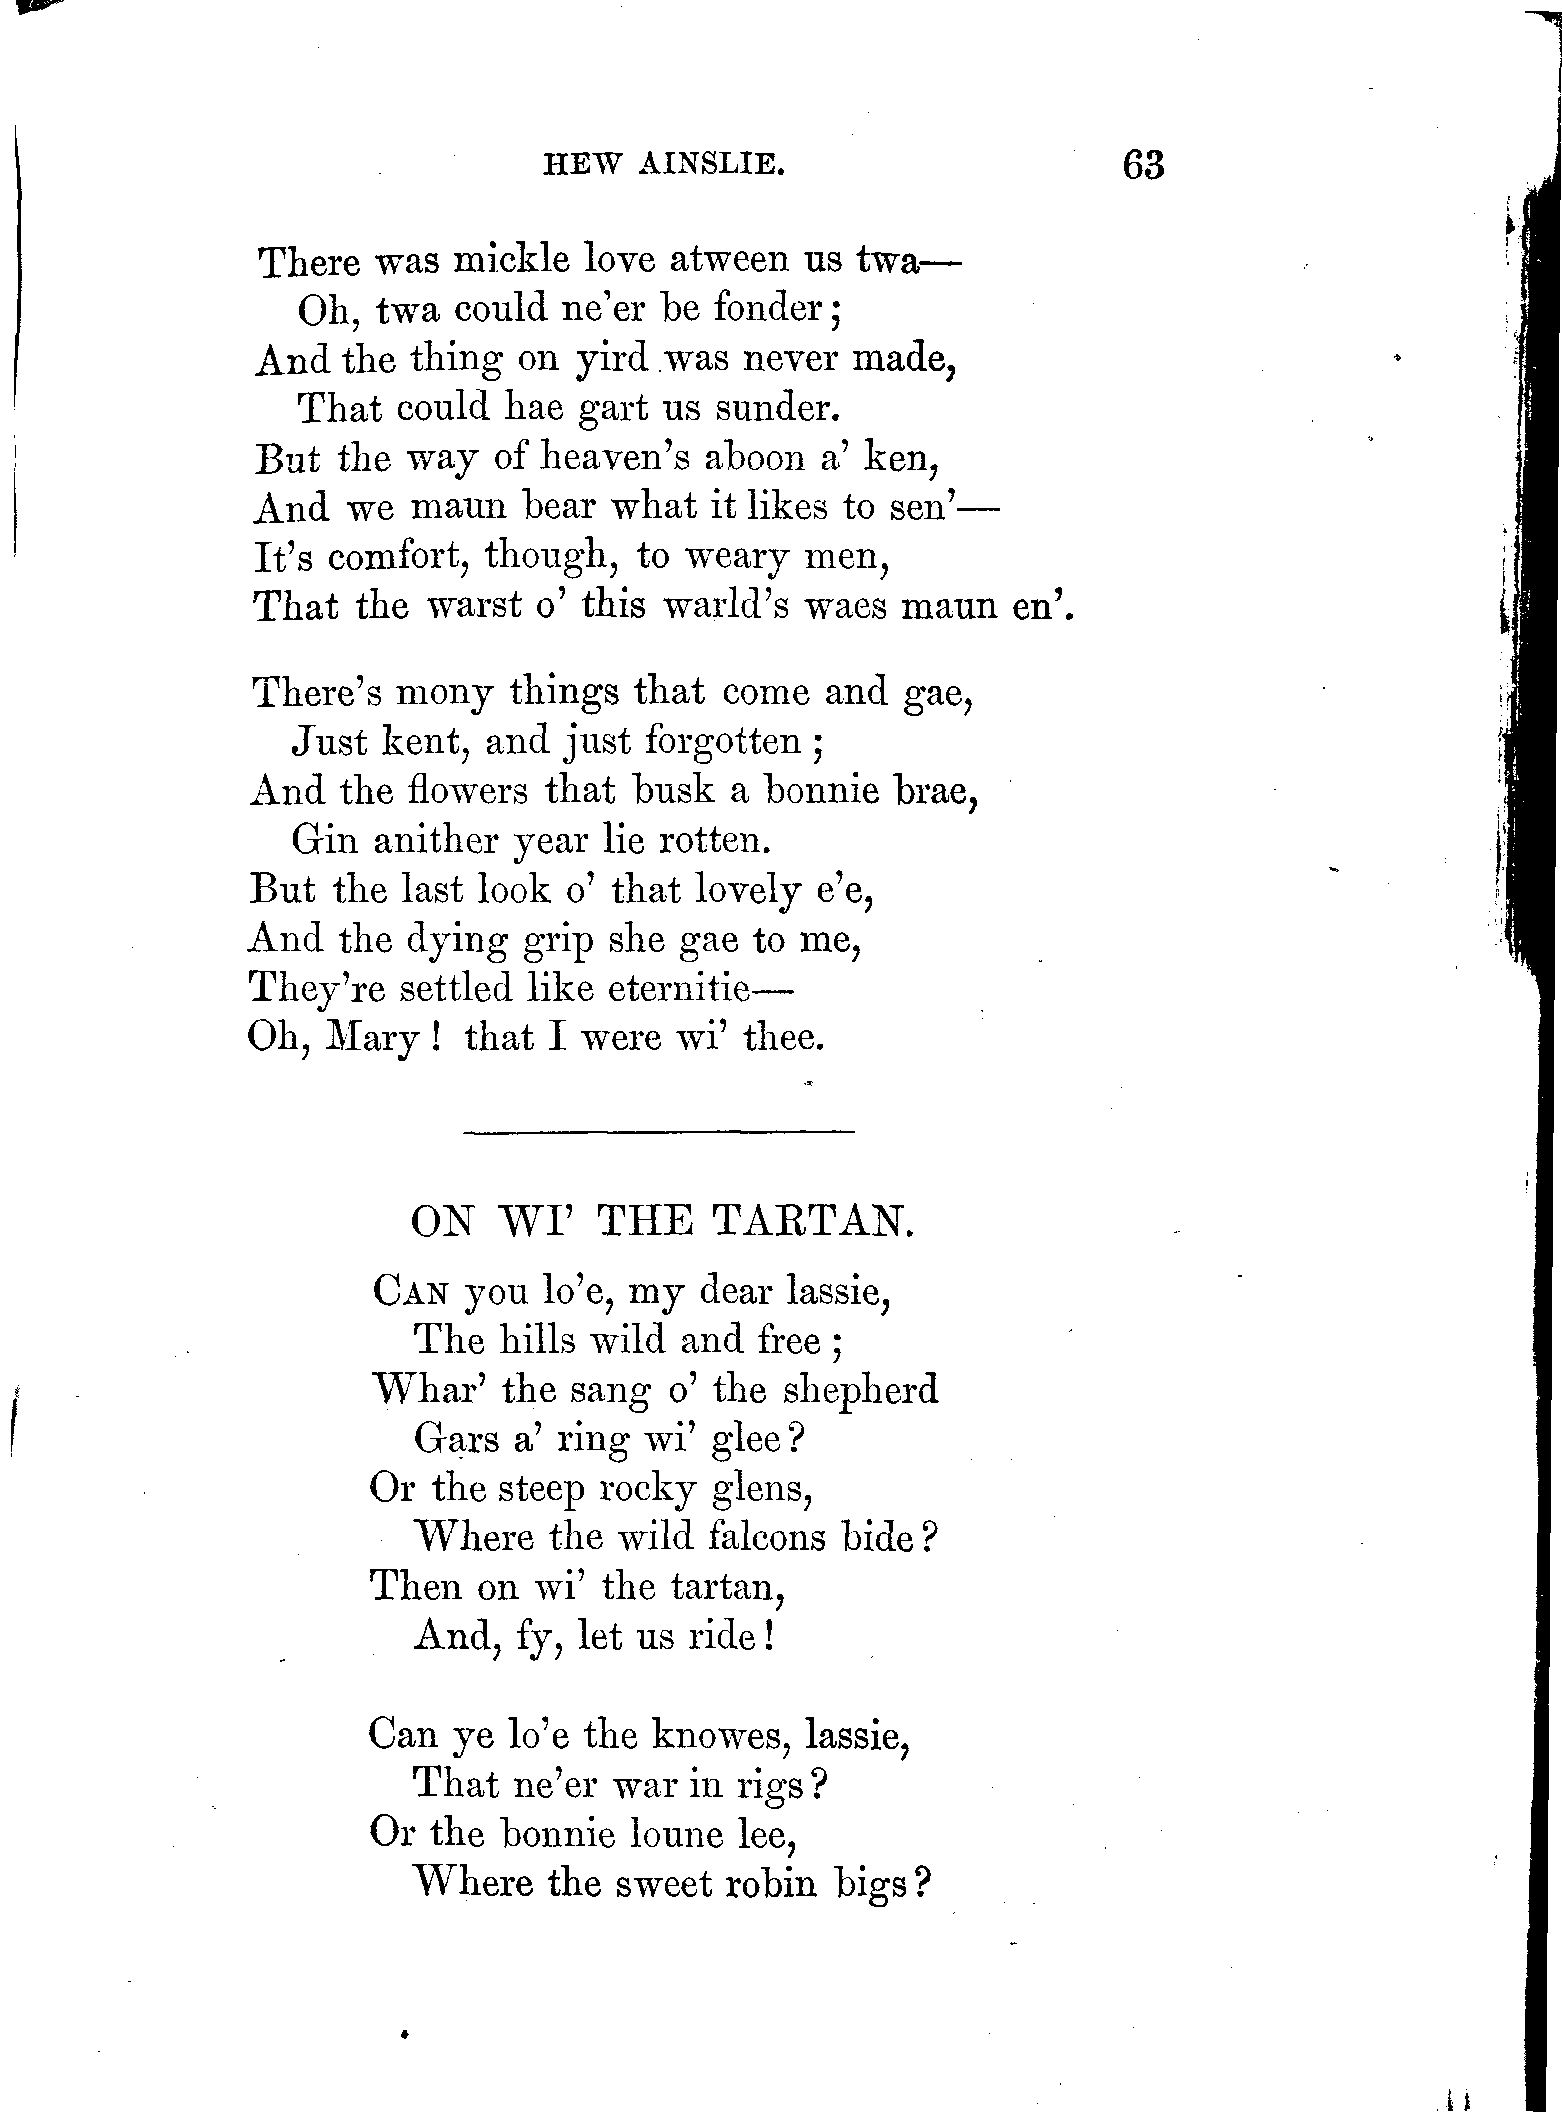 HEW AINSLIE. 63
There was mickle love atween us twa—
Oh, twa could ne'er be fonder;
And the thing on yird was never made,
That could hae gart us sunder.
But the way of heaven's aboon a' ken,
And we maun bear what it likes to sen'—
It's comfort, though, to weary men,
That the warst o' this warld's waes maun en'.
There's mony things that come and gae,
Just kent, and just forgotten;
And the flowers that busk a bonnie brae,
Gin anither year lie rotten.
But the last look o' that lovely e'e,
And the dying grip she gae to me,
They're settled like eternitie—
Oh, Mary! that I were wi' thee.
ON WI' THE TARTAN.
CAN you lo'e, my dear lassie,
The hills wild and free;
Whar' the sang o' the shepherd
Gars a' ring wi' glee?
Or the steep rocky glens,
Where the wild falcons bide?
Then on wi' the tartan,
And, fy, let us ride!
Can ye lo'e the knowes, lassie,
That ne'er war in rigs?
Or the bonnie loune lee,
Where the sweet robin bigs?